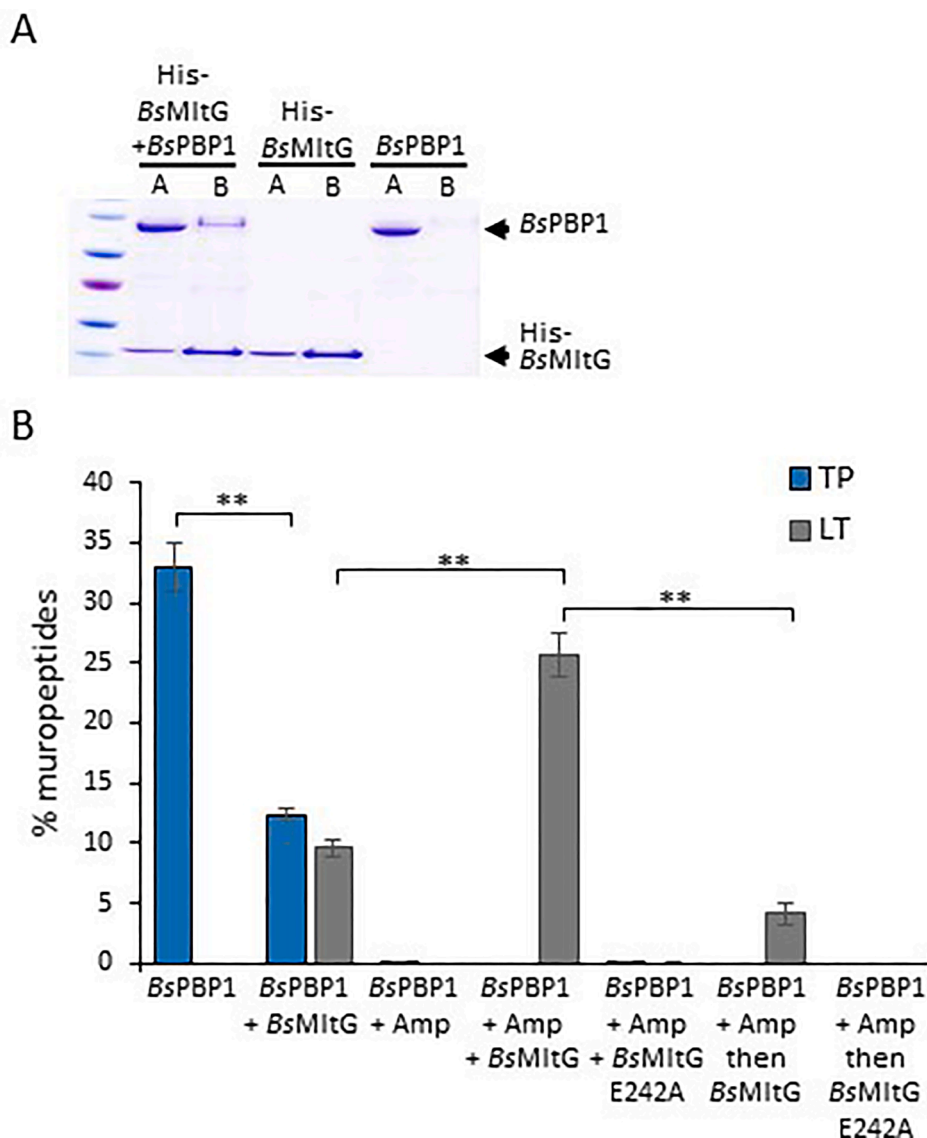 A
His-
BsMltG
+BsPBP1
His-
BsMltG
BsPBP1
A B A B A B
BsPBP1
His-
BsMltG
B
TP
LT
% muropeptides
40
35
30
25
20
15
10
5
0
**
**
**
BsPBP1
BsPBP1
+ BsMltG
BsPBP1
+ Amp
BsPBP1
+ Amp
+ BsMltG
BsPBP1
+ Amp
+ BsMltG
E242A
BsPBP1
+ Amp
then
BsMltG
BsPBP1
+ Amp
then
BsMltG
E242A